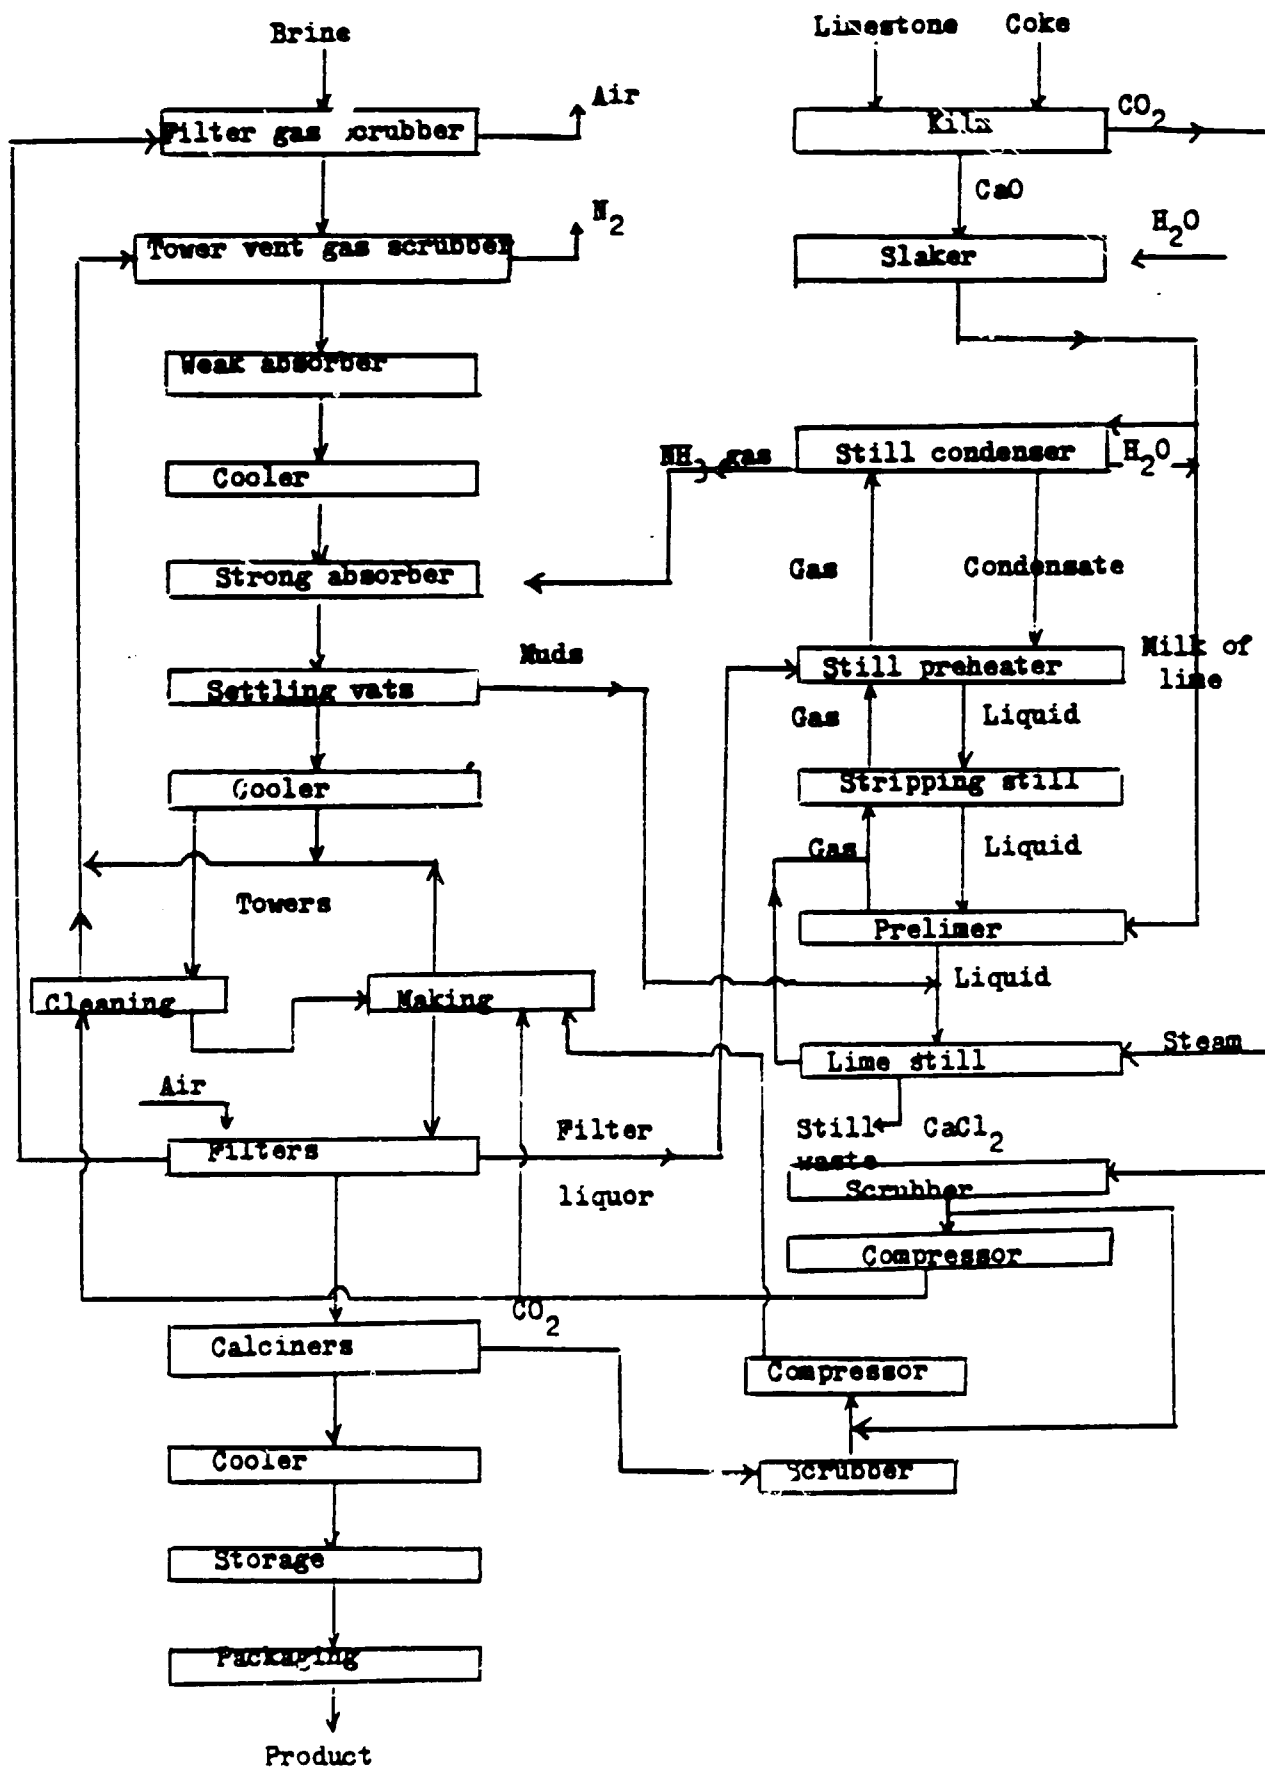 Brine
Limestone
Coke
Filter gas scrubber
Air
Kiln
CO2
CaO
N2
Tower vent gas scrubber
H2O
Slaker
Weak absorber
Cooler
NH3 gas
Still condenser
H2O
Strong absorber
Gas
Condensate
Muds
Settling vats
Still preheater
Milk of
lime
Gas
Liquid
Cooler
Stripping still
Gas
Liquid
Towers
Prelimer
Cleaning
Making
Liquid
Steam
Lime still
Air
Filters
Filter
liquor
Still
waste
CaCl2
Scrubber
Compressor
CO2
Calciners
Compressor
Cooler
Scrubber
Storage
Packaging
Product